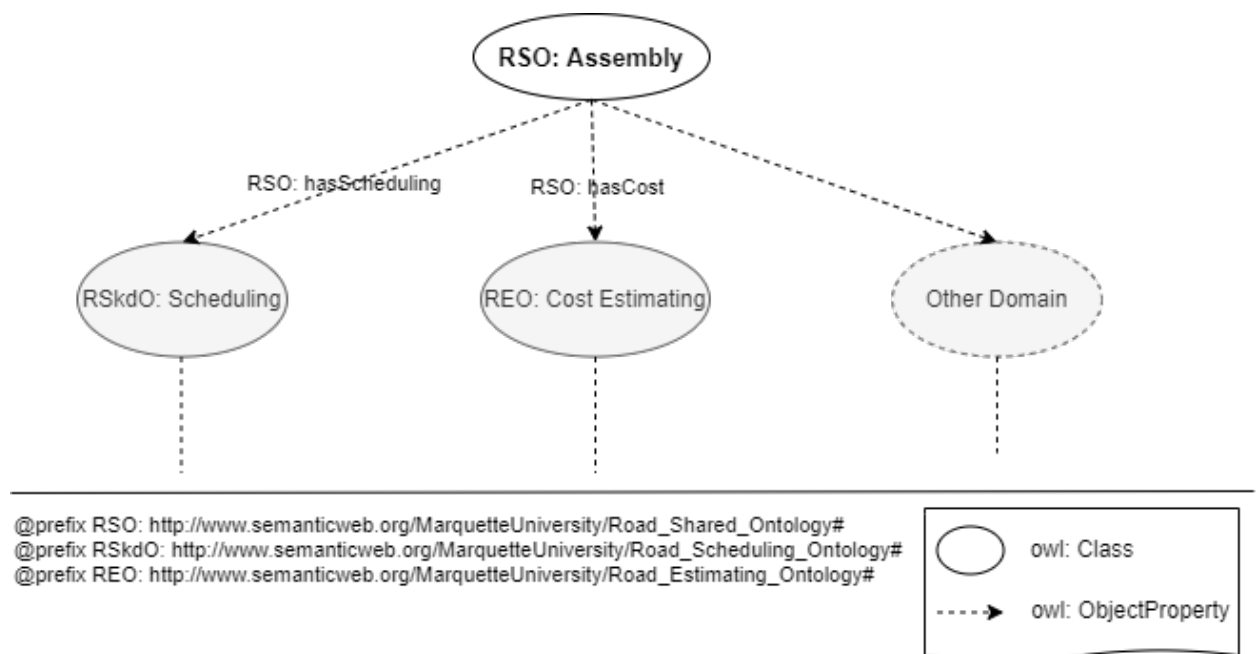 RSO: Assembly
RSO: hasScheduling
RSO: hasCost
RSkdO: Scheduling
REO: Cost Estimating
Other Domain
@prefix RSO: http://www.semanticweb.org/MarquetteUniversity/Road_Shared_Ontology#
@prefix RSkdO: http://www.semanticweb.org/MarquetteUniversity/Road_Scheduling_Ontology#
@prefix REO: http://www.semanticweb.org/MarquetteUniversity/Road_Estimating_Ontology#
owl: Class
owl: ObjectProperty